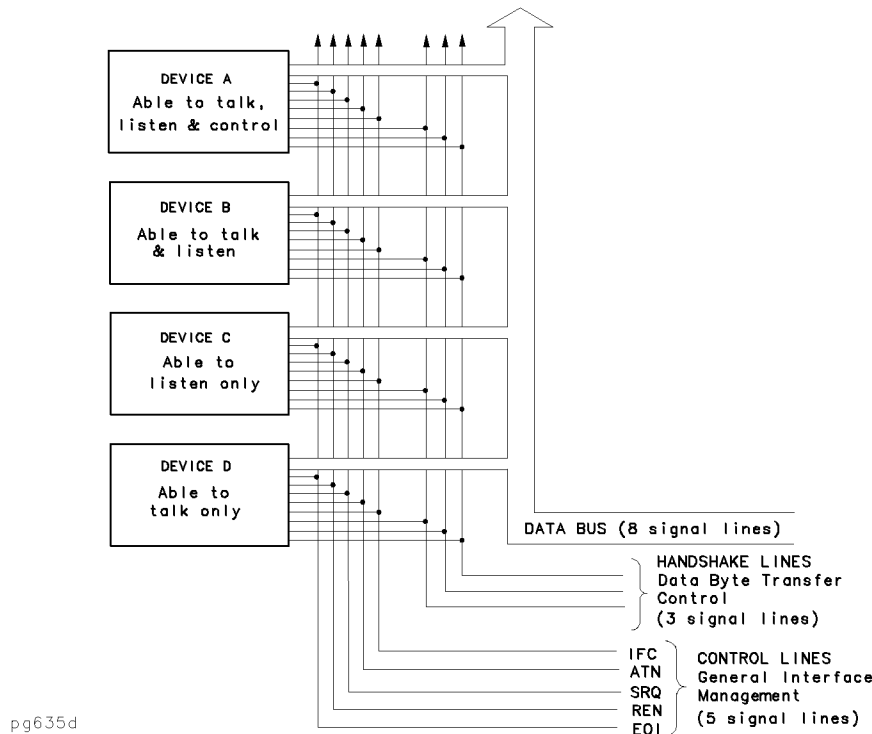 DEVICE A
Able to talk,
listen & control
DEVICE B
Able to talk
& listen
DEVICE C
Able to
listen only
DEVICE D
Able to
talk only
DATA BUS (8 signal lines)
HANDSHAKE LINES
Data Byte Transfer
Control
(3 signal lines)
IFC
ATN
SRQ
REN
EOI
CONTROL LINES
General Interface
Management
(5 signal lines)
pg635d